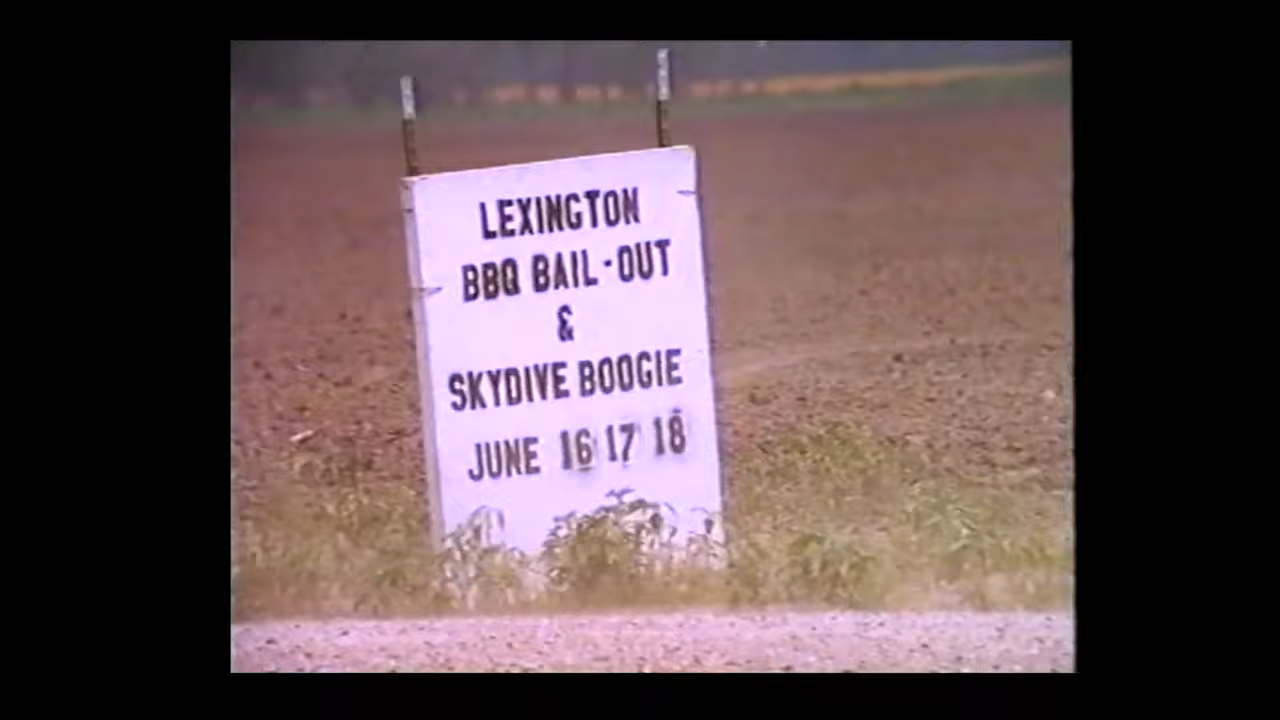 LEXINGTON
BBQ BAIL-OUT
&
SKYDIVE BOOGIE
JUNE 16 17 18